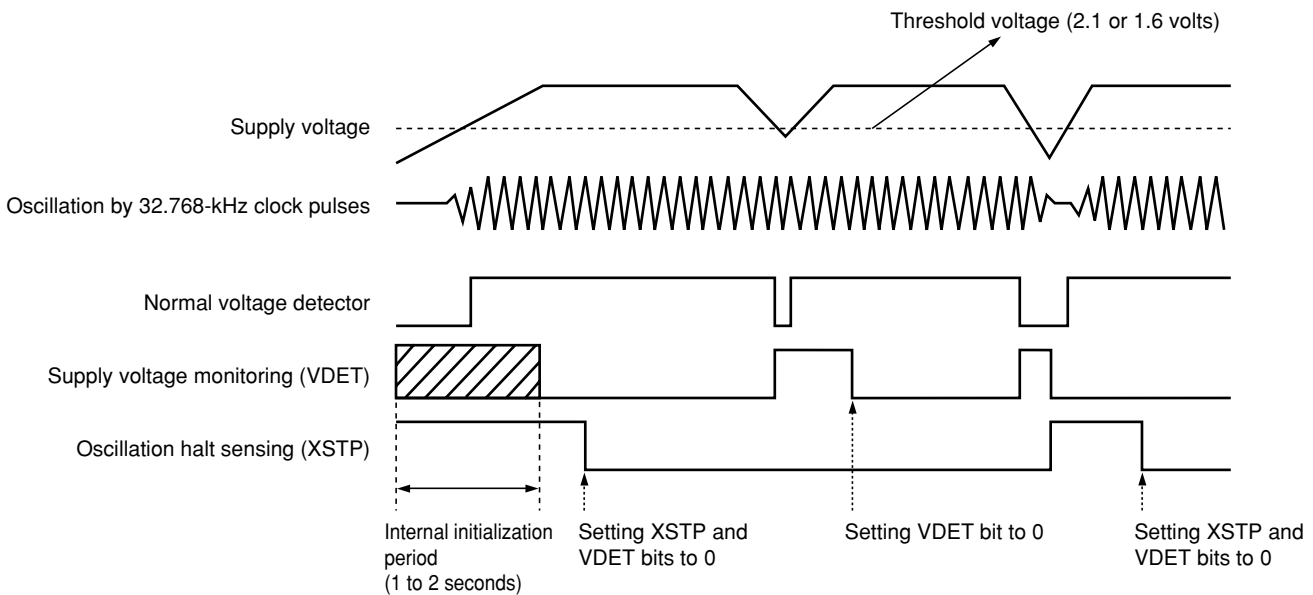 Threshold voltage (2.1 or 1.6 volts)
Supply voltage
Oscillation by 32.768-kHz clock pulses
Normal voltage detector
Supply voltage monitoring (VDET)
Oscillation halt sensing (XSTP)
Internal initialization
period
(1 to 2 seconds)
Setting XSTP and
VDET bits to 0
Setting VDET bit to 0
Setting XSTP and
VDET bits to 0